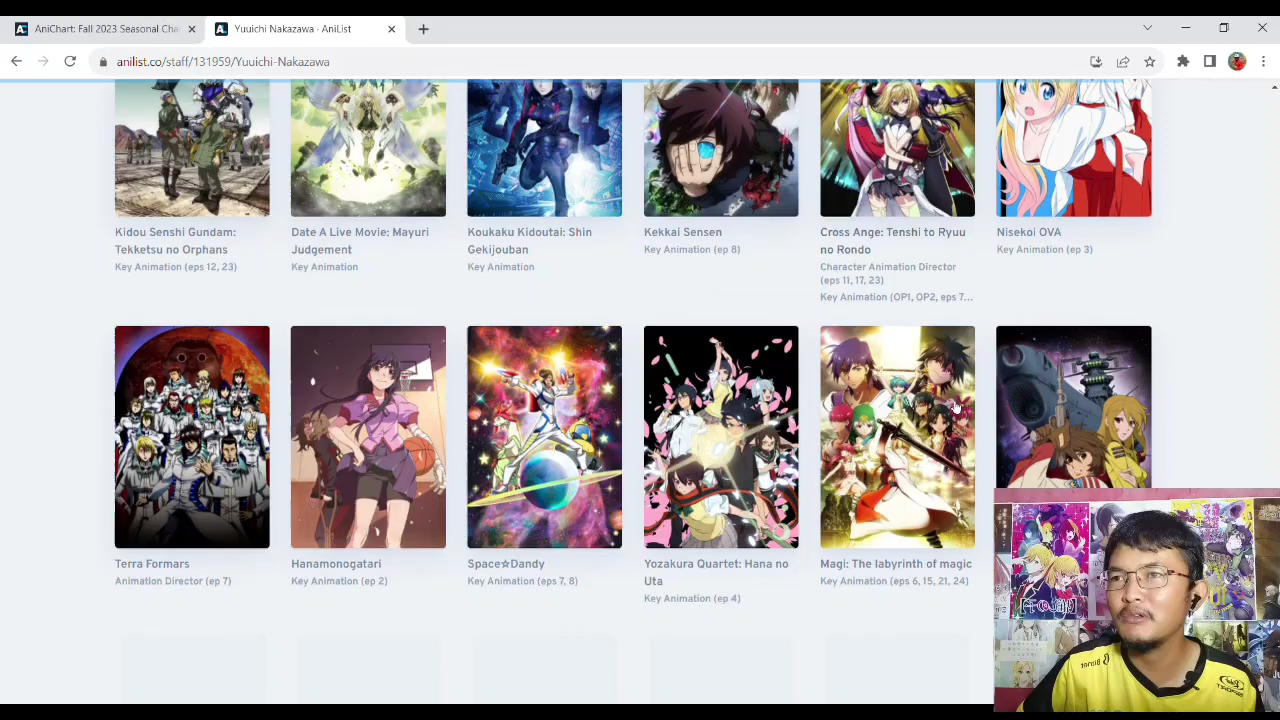 AniChart: Fall 2023 Seasonal Cha
Yuuichi Nakazawa · AniList
anilist.co/staff/131959/Yuuichi-Nakazawa
Kidou Senshi Gundam:
Tekketsu no Orphans
Key Animation (eps 12, 23)
Date A Live Movie: Mayuri
Judgement
Key Animation
Koukaku Kidoutai: Shin
Gekijouban
Key Animation
Kekkai Sensen
Key Animation (ep 8)
Cross Ange: Tenshi to Ryuu
no Rondo
Character Animation Director
(eps 11, 17, 23)
Key Animation (OP1, OP2, eps 7...
Nisekoi OVA
Key Animation (ep 3)
Terra Formars
Animation Director (ep 7)
Hanamonogatari
Key Animation (ep 2)
Space☆Dandy
Key Animation (eps 7, 8)
Yozakura Quartet: Hana no
Uta
Key Animation (ep 4)
Magi: The labyrinth of magic
Key Animation (eps 6, 15, 21, 24)